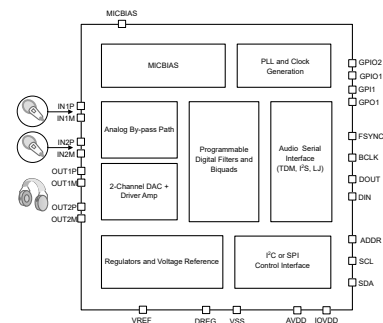 MICBIAS
MICBIAS
PLL and Clock
Generation
GPIO2
GPIO1
GPI1
GPO1
IN1P
IN1M
IN2P
IN2M
OUT1P
OUT1M
OUT2P
OUT2M
Analog By-pass Path
2-Channel DAC +
Driver Amp
Programmable
Digital Filters and
Biquads
Audio Serial
Interface
(TDM, I²S, LJ)
FSYNC
BCLK
DOUT
DIN
Regulators and Voltage Reference
I²C or SPI
Control Interface
ADDR
SCL
SDA
VREF
DREG
VSS
AVDD
IOVDD